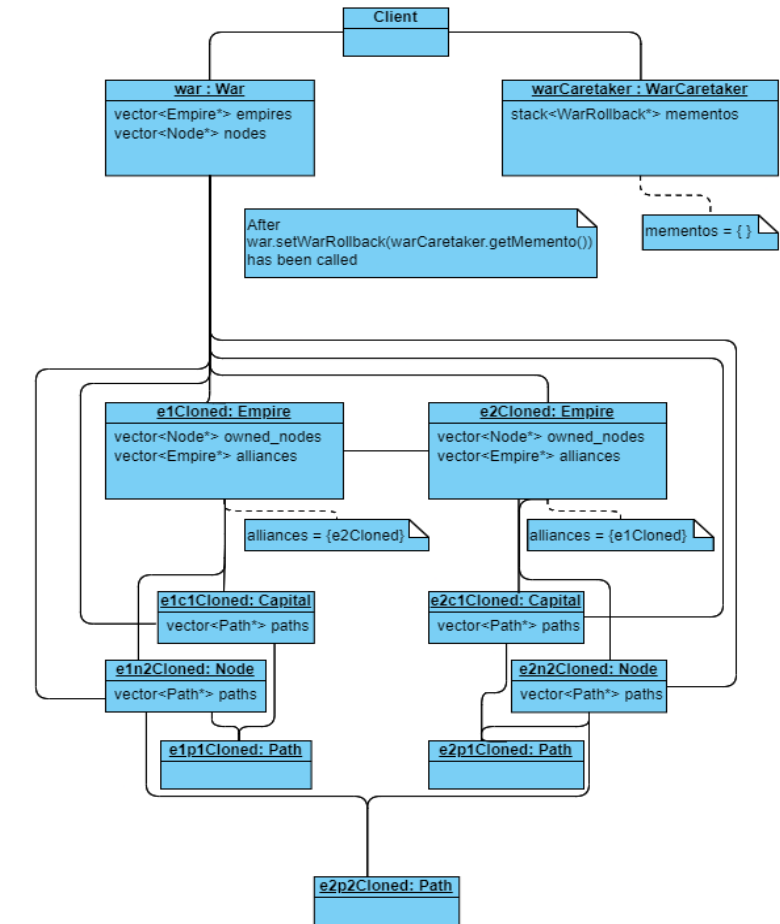 Client
war : War
vector<Empire*> empires
vector<Node*> nodes
warCaretaker : WarCaretaker
stack<WarRollback*> mementos
After
war.setWarRollback(warCaretaker.getMemento())
has been called
mementos = { }
e1Cloned: Empire
vector<Node*> owned_nodes
vector<Empire*> alliances
e2Cloned: Empire
vector<Node*> owned_nodes
vector<Empire*> alliances
alliances = {e2Cloned}
alliances = {e1Cloned}
e1c1Cloned: Capital
vector<Path*> paths
e2c1Cloned: Capital
vector<Path*> paths
e1n2Cloned: Node
vector<Path*> paths
e2n2Cloned: Node
vector<Path*> paths
e1p1Cloned: Path
e2p1Cloned: Path
e2p2Cloned: Path